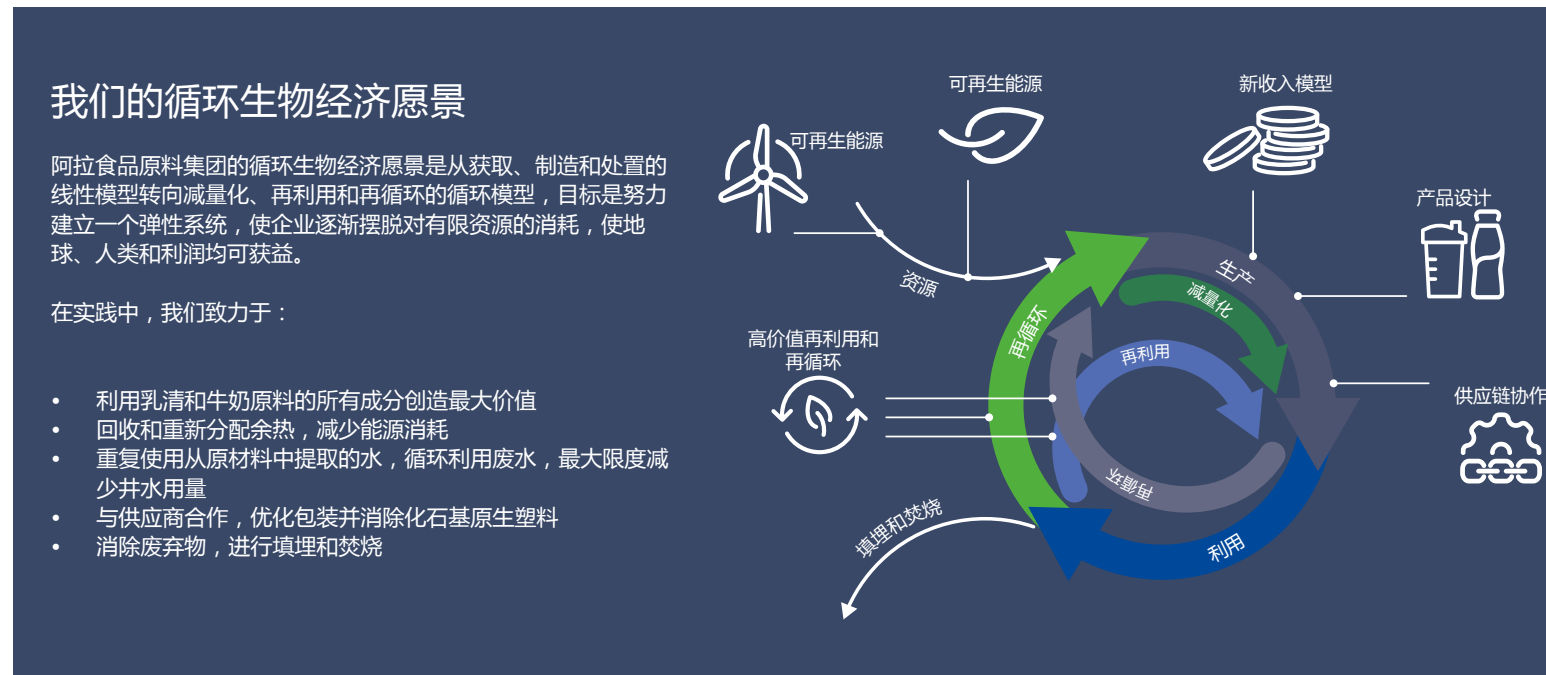 我们的循环生物经济愿景
阿拉食品原料集团的循环生物经济愿景是从获取、制造和处置的
线性模型转向减量化、再利用和再循环的循环模型，目标是努力
建立一个弹性系统，使企业逐渐摆脱对有限资源的消耗，使地
球、人类和利润均可获益。
在实践中，我们致力于：
• 利用乳清和牛奶原料的所有成分创造最大价值
• 回收和重新分配余热，减少能源消耗
• 重复使用从原材料中提取的水，循环利用废水，最大限度减
少井水用量
• 与供应商合作，优化包装并消除化石基原生塑料
• 消除废弃物，进行填埋和焚烧
可再生能源
可再生能源
新收入模型
产品设计
供应链协作
资源
高价值再利用和
再循环
填埋和焚烧
再循环
生产
减量化
再利用
再循环
利用